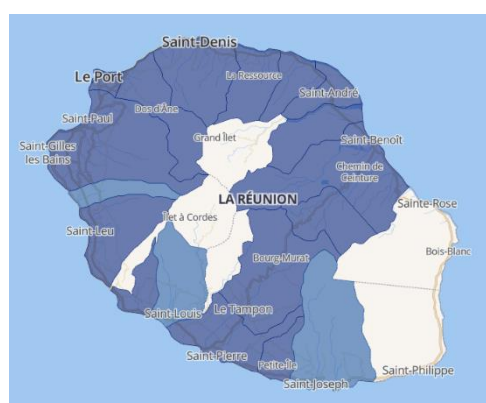 Saint-Denis
La Ressource
Le Port
Saint-André
Dos d'Âne
Saint-Paul
Grand Îlet
Saint-Benoît
Saint-Gilles
les Bains
Chemin de
Ceinture
LA RÉUNION
Sainte-Rose
Îlet à Cordes
Saint-Leu
Bois-Blanc
Bourg-Murat
Saint-Louis
Le Tampon
Saint-Pierre
Petite-Île
Saint-Philippe
Saint-Joseph